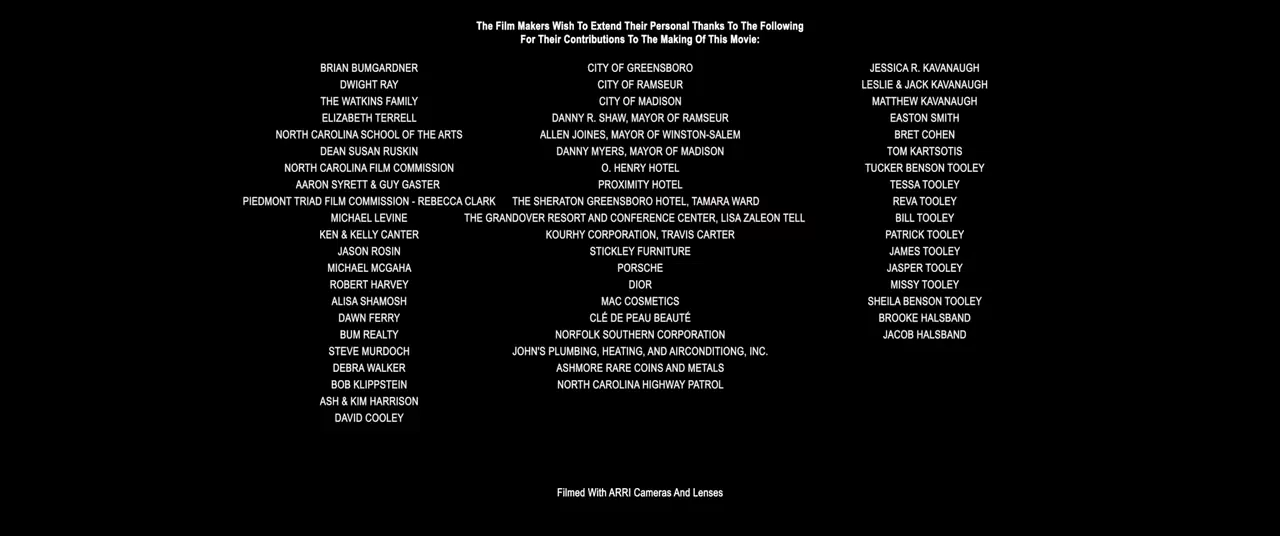 The Film Makers Wish To Extend Their Personal Thanks To The Following
For Their Contributions To The Making Of This Movie:
BRIAN BUMGARDNER
DWIGHT RAY
THE WATKINS FAMILY
ELIZABETH TERRELL
NORTH CAROLINA SCHOOL OF THE ARTS
DEAN SUSAN RUSKIN
NORTH CAROLINA FILM COMMISSION
AARON SYRETT & GUY GASTER
PIEDMONT TRIAD FILM COMMISSION - REBECCA CLARK
MICHAEL LEVINE
KEN & KELLY CANTER
JASON ROSIN
MICHAEL MCGAHA
ROBERT HARVEY
ALISA SHAMOSH
DAWN FERRY
BUM REALTY
STEVE MURDOCH
DEBRA WALKER
BOB KLIPPSTEIN
ASH & KIM HARRISON
DAVID COOLEY
CITY OF GREENSBORO
CITY OF RAMSEUR
CITY OF MADISON
DANNY R. SHAW, MAYOR OF RAMSEUR
ALLEN JOINES, MAYOR OF WINSTON-SALEM
DANNY MYERS, MAYOR OF MADISON
O. HENRY HOTEL
PROXIMITY HOTEL
THE SHERATON GREENSBORO HOTEL, TAMARA WARD
THE GRANDOVER RESORT AND CONFERENCE CENTER, LISA ZALEON TELL
KOURHY CORPORATION, TRAVIS CARTER
STICKLEY FURNITURE
PORSCHE
DIOR
MAC COSMETICS
CLÉ DE PEAU BEAUTÉ
NORFOLK SOUTHERN CORPORATION
JOHN'S PLUMBING, HEATING, AND AIRCONDITIONG, INC.
ASHMORE RARE COINS AND METALS
NORTH CAROLINA HIGHWAY PATROL
JESSICA R. KAVANAUGH
LESLIE & JACK KAVANAUGH
MATTHEW KAVANAUGH
EASTON SMITH
BRET COHEN
TOM KARTSOTIS
TUCKER BENSON TOOLEY
TESSA TOOLEY
REVA TOOLEY
BILL TOOLEY
PATRICK TOOLEY
JAMES TOOLEY
JASPER TOOLEY
MISSY TOOLEY
SHEILA BENSON TOOLEY
BROOKE HALSBAND
JACOB HALSBAND
Filmed With ARRI Cameras And Lenses